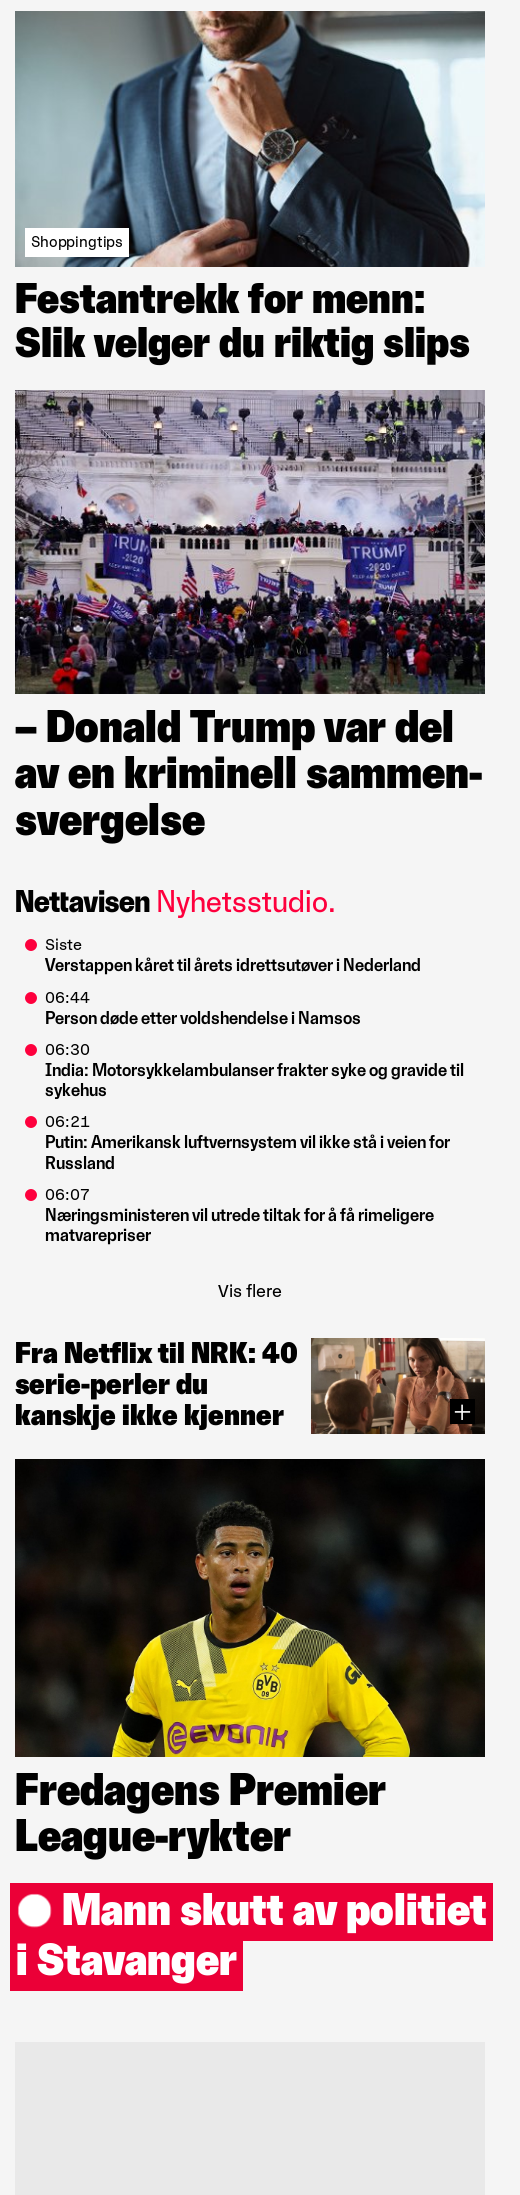 Shoppingtips
Festantrekk for menn:
Slik velger du riktig slips
TRUMP
-2020-
TRUMP
-2020-
– Donald Trump var del
av en kriminell sammen-
svergelse
Nettavisen Nyhetsstudio.
Siste
Verstappen kåret til årets idrettsutøver i Nederland
06:44
Person døde etter voldshendelse i Namsos
06:30
India: Motorsykkelambulanser frakter syke og gravide til
sykehus
06:21
Putin: Amerikansk luftvernsystem vil ikke stå i veien for
Russland
06:07
Næringsministeren vil utrede tiltak for å få rimeligere
matvarepriser
Vis flere
Fra Netflix til NRK: 40
serie-perler du
kanskje ikke kjenner
BVB
09
EVONIK
Fredagens Premier
League-rykter
Mann skutt av politiet
i Stavanger